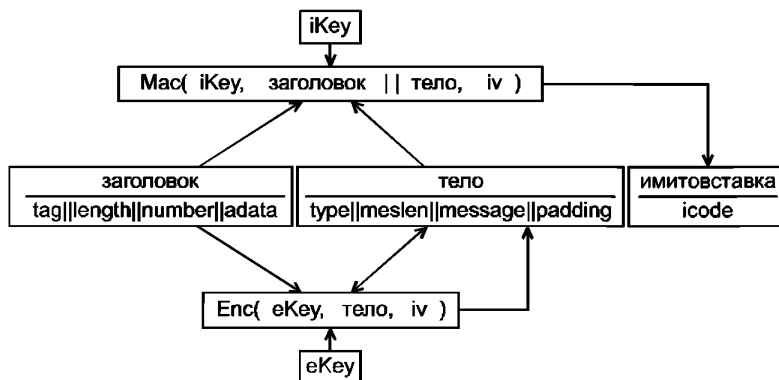 iKey
Mac( iKey, заголовок || тело, iv )
заголовок
tag||length||number||adata
тело
type||meslen||message||padding
имитовставка
icode
Enc( eKey, тело, iv )
eKey